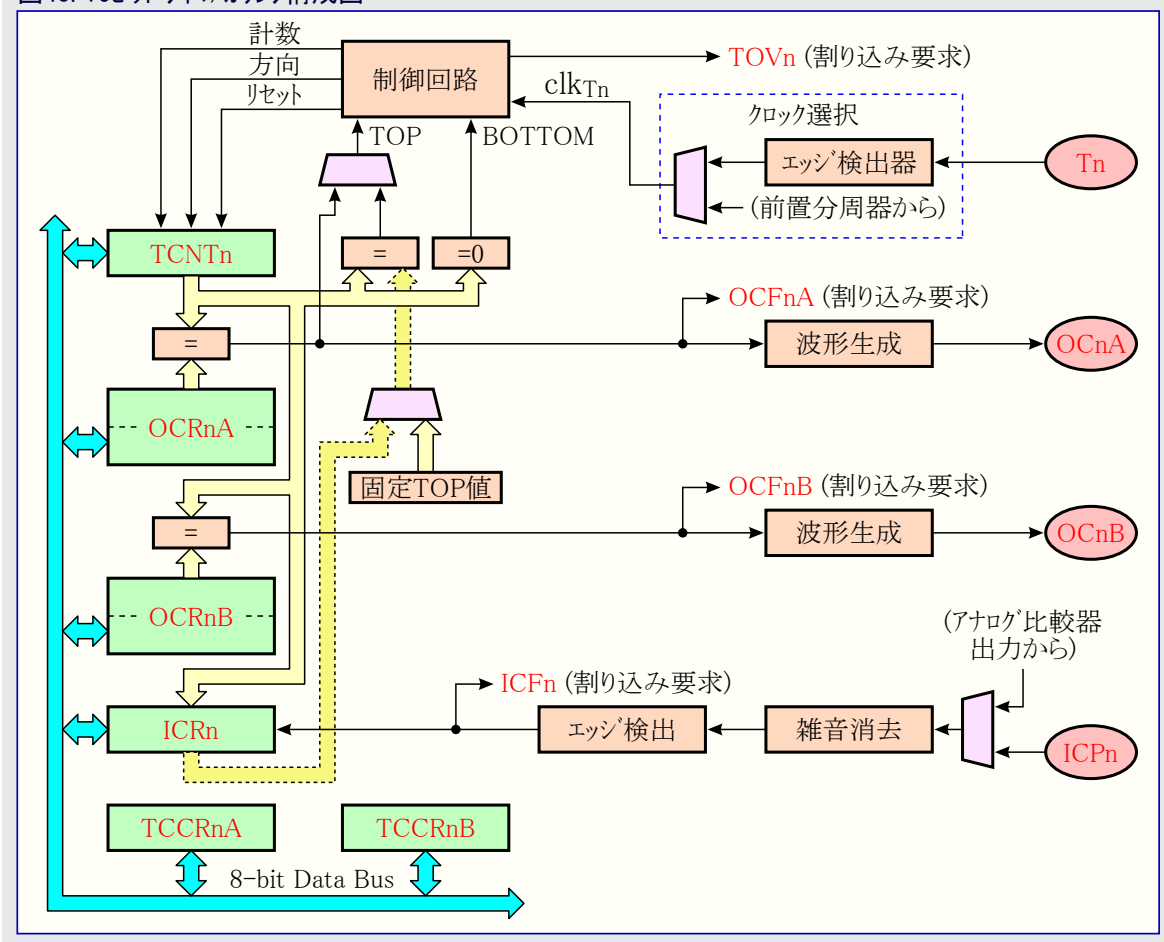 計数
方向
リセット
制御回路
TOVn (割り込み要求)
clkTn
TOP
BOTTOM
クロック選択
エッジ検出器
Tn
(前置分周器から)
TCNTn
=
=0
OCFnA (割り込み要求)
=
波形生成
OCnA
OCRnA
固定TOP値
OCFnB (割り込み要求)
=
波形生成
OCnB
OCRnB
(アナログ比較器
出力から)
ICFn (割り込み要求)
ICRn
エッジ検出
雑音消去
ICPn
TCCRnA
TCCRnB
8-bit Data Bus